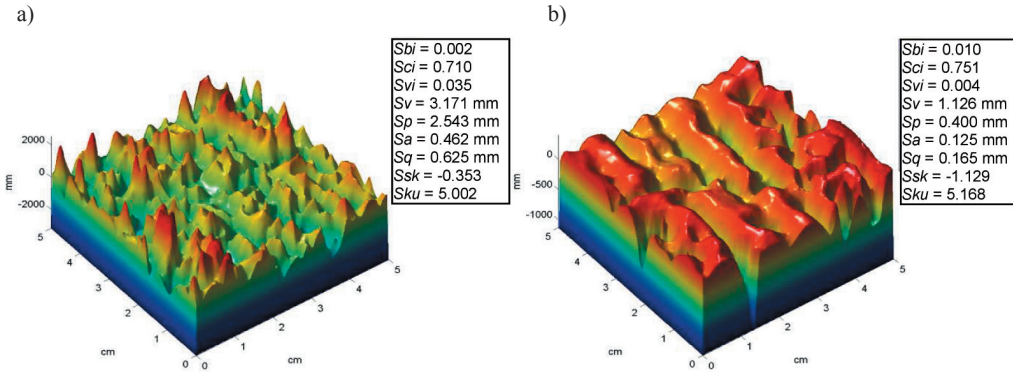 a)
Sbi = 0.002
Sci = 0.710
Svi = 0.035
Sv = 3.171 mm
Sp = 2.543 mm
Sa = 0.462 mm
Sq = 0.625 mm
Ssk = -0.353
Sku = 5.002
mm
2000
0
-2000
5
4
3
2
1
0
cm
0
1
2
3
4
5
cm
b)
Sbi = 0.010
Sci = 0.751
Svi = 0.004
Sv = 1.126 mm
Sp = 0.400 mm
Sa = 0.125 mm
Sq = 0.165 mm
Ssk = -1.129
Sku = 5.168
mm
0
-500
-1000
5
4
3
2
1
0
cm
0
1
2
3
4
5
cm